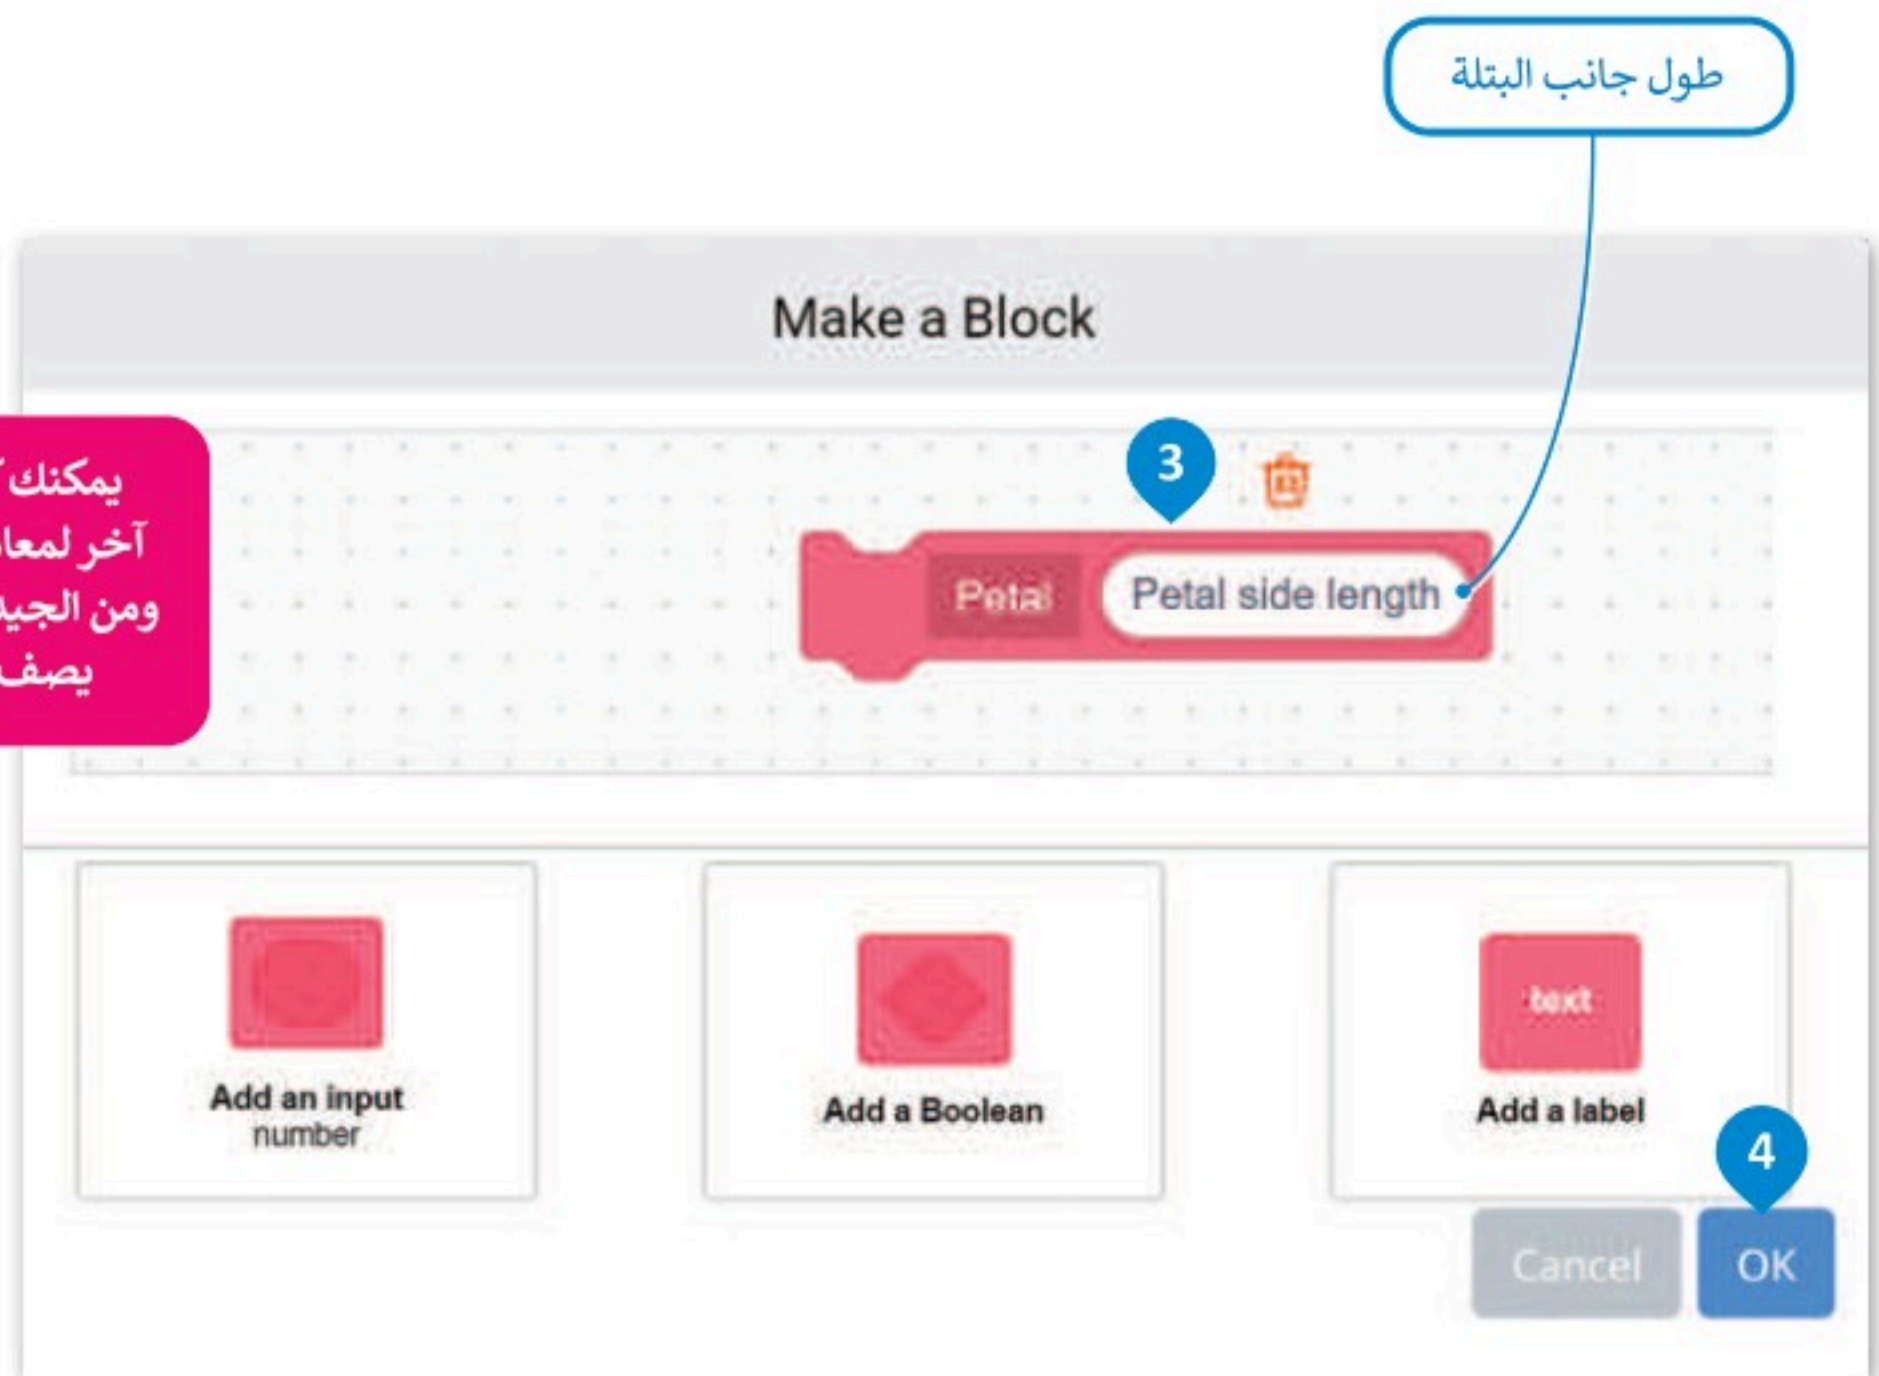 طول جانب البتلة
Make a Block
يمكنك
آخر
ومن الجيد
يصف
3
Petal
Petal side length
text
Add an input
number
Add a Boolean
Add a label
4
Cancel
OK